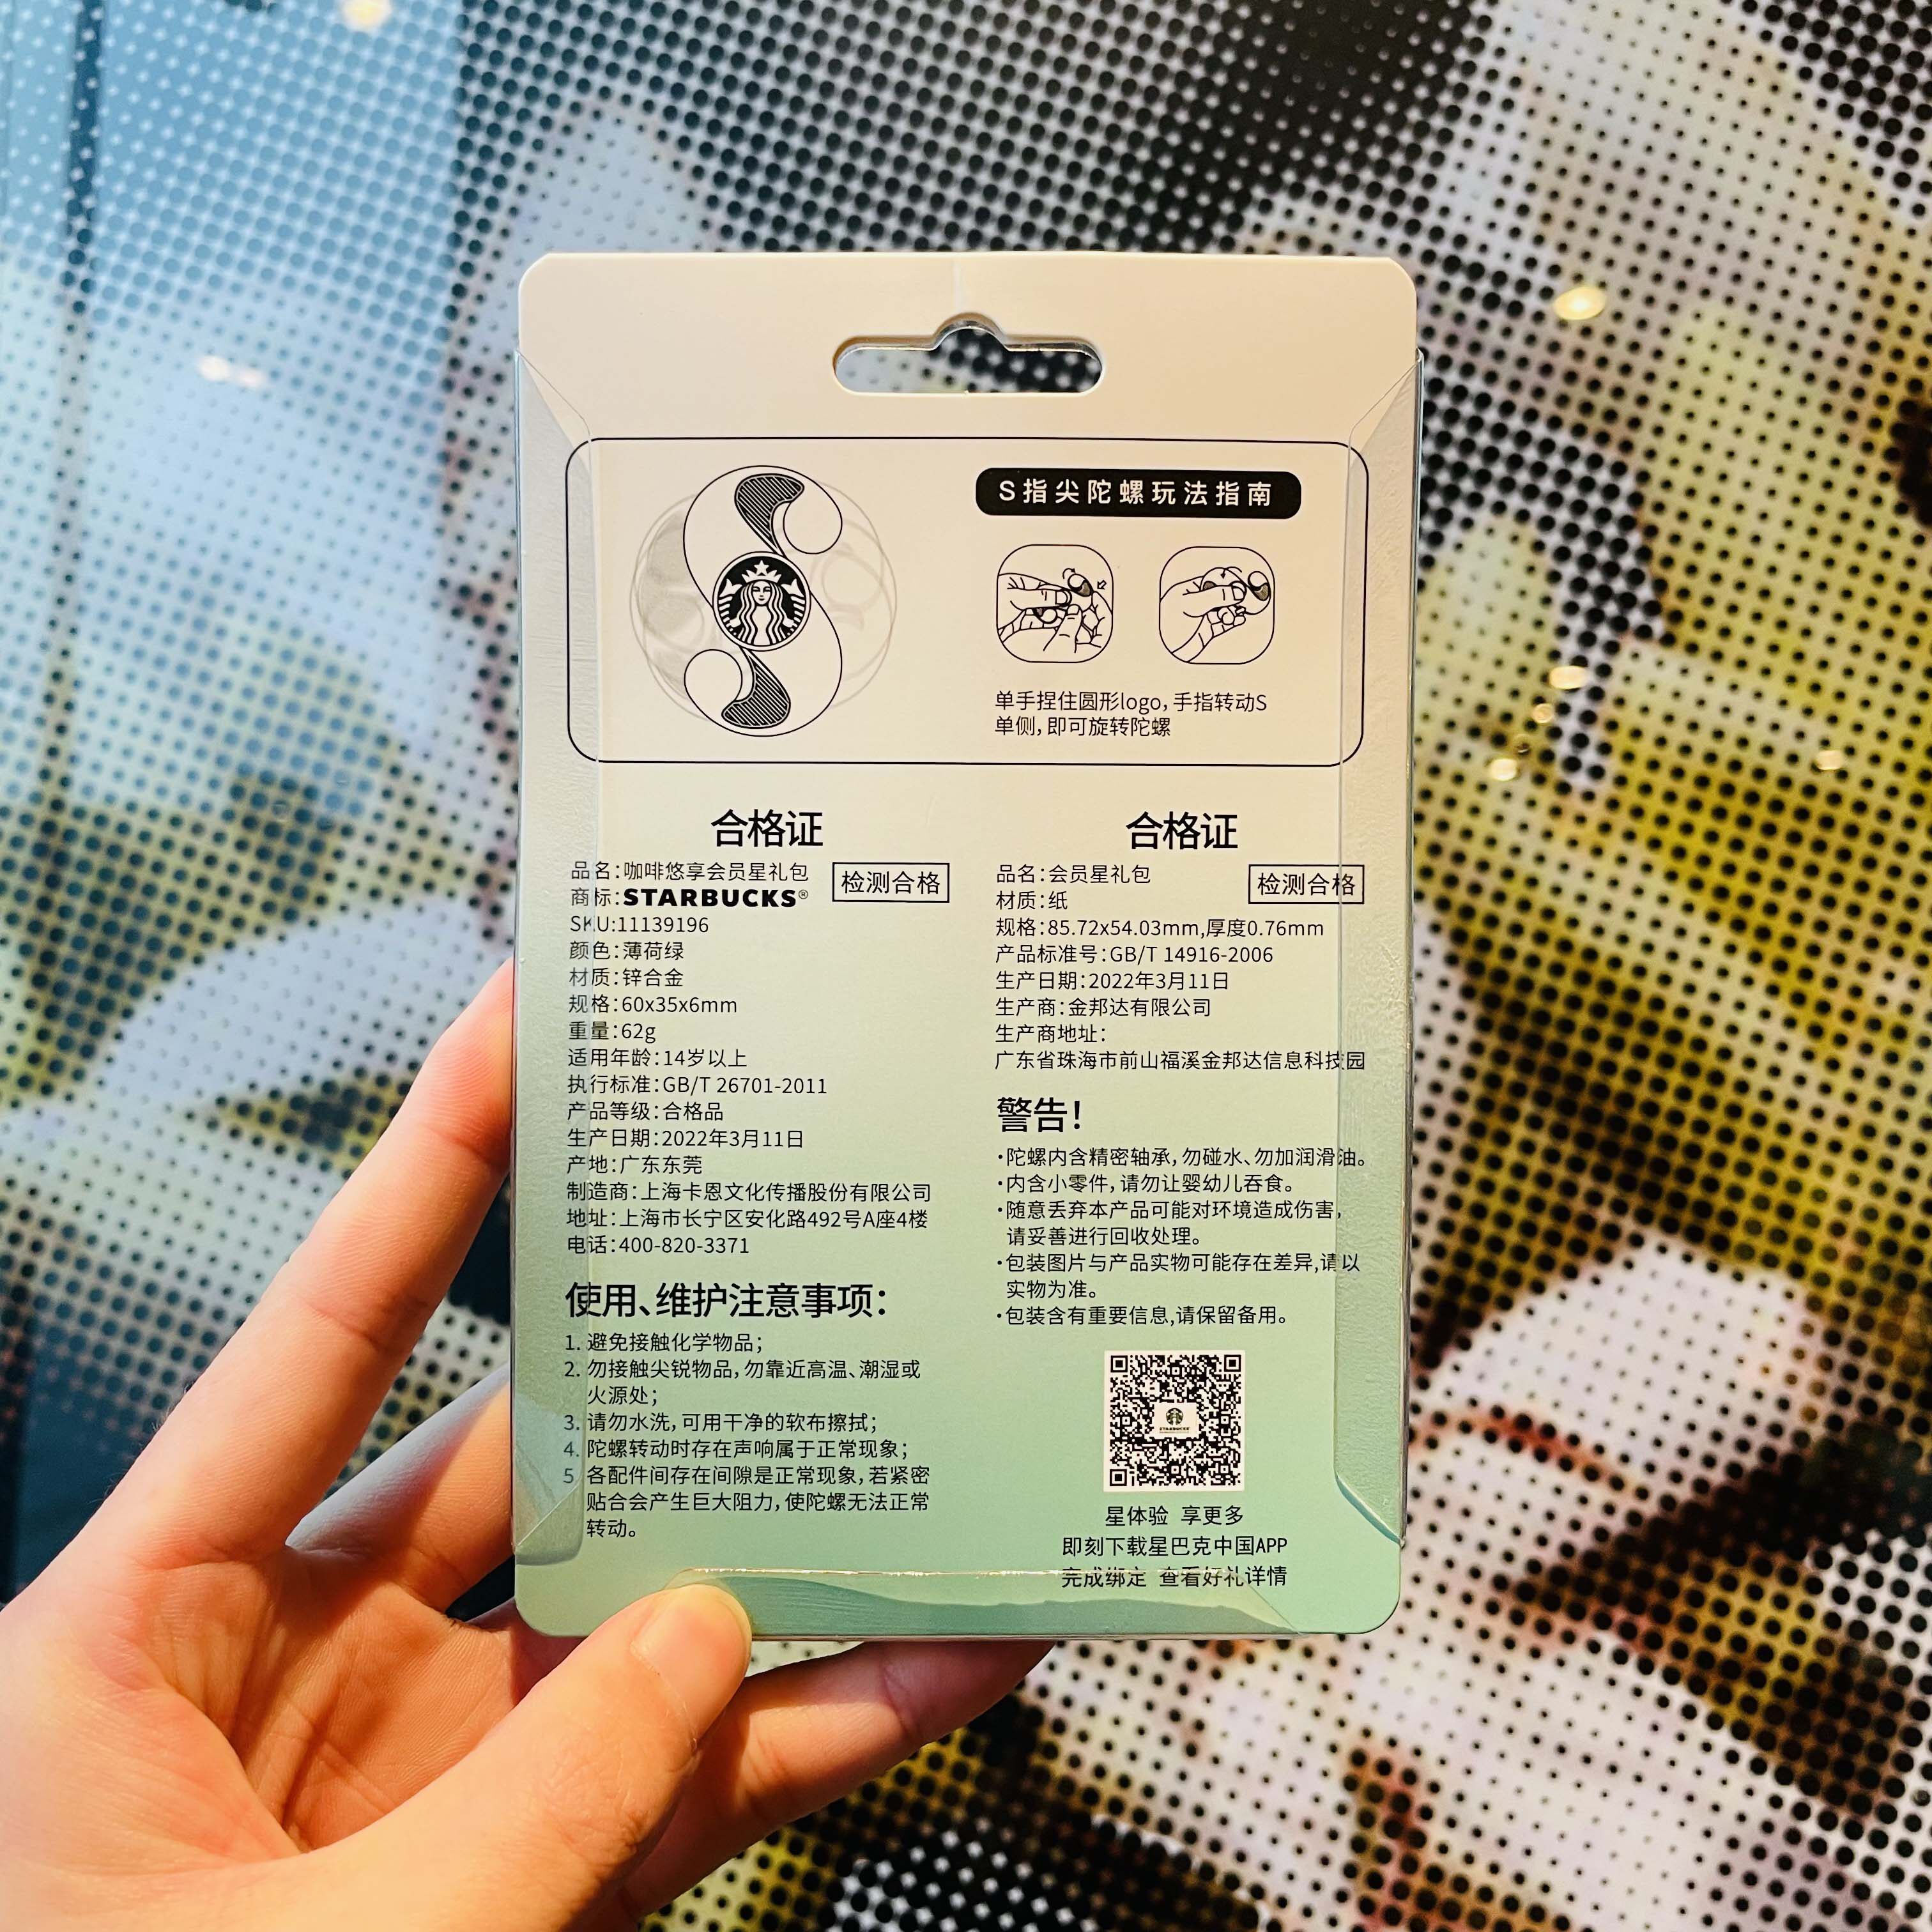 S指尖陀螺玩法指南
单手捏住圆形logo，手指转动S
单侧，即可旋转陀螺
合格证
品名：咖啡悠享会员星礼包
检测合格
商标：STARBUCKS®
SKU:11139196
颜色：薄荷绿
材质：锌合金
规格：60x35x6mm
重量：62g
适用年龄：14岁以上
执行标准：GB/T 26701-2011
产品等级：合格品
生产日期：2022年3月11日
产地：广东东莞
制造商：上海卡恩文化传播股份有限公司
地址：上海市长宁区安化路492号A座4楼
电话：400-820-3371
使用、维护注意事项：
1. 避免接触化学物品；
2. 勿接触尖锐物品，勿靠近高温、潮湿或
火源处；
3. 请勿水洗，可用干净的软布擦拭；
4. 陀螺转动时存在声响属于正常现象；
5 各配件间存在间隙是正常现象，若紧密
贴合会产生巨大阻力，使陀螺无法正常
转动。
合格证
品名：会员星礼包
检测合格
材质：纸
规格：85.72x54.03mm,厚度0.76mm
产品标准号：GB/T 14916-2006
生产日期：2022年3月11日
生产商：金邦达有限公司
生产商地址：
广东省珠海市前山福溪金邦达信息科技园
警告！
·陀螺内含精密轴承，勿碰水、勿加润滑油。
·内含小零件，请勿让婴幼儿吞食。
·随意丢弃本产品可能对环境造成伤害，
请妥善进行回收处理。
·包装图片与产品实物可能存在差异,请以
实物为准。
·包装含有重要信息,请保留备用。
STARBUCKS
星体验 享更多
即刻下载星巴克中国APP
完成绑定 查看好礼详情